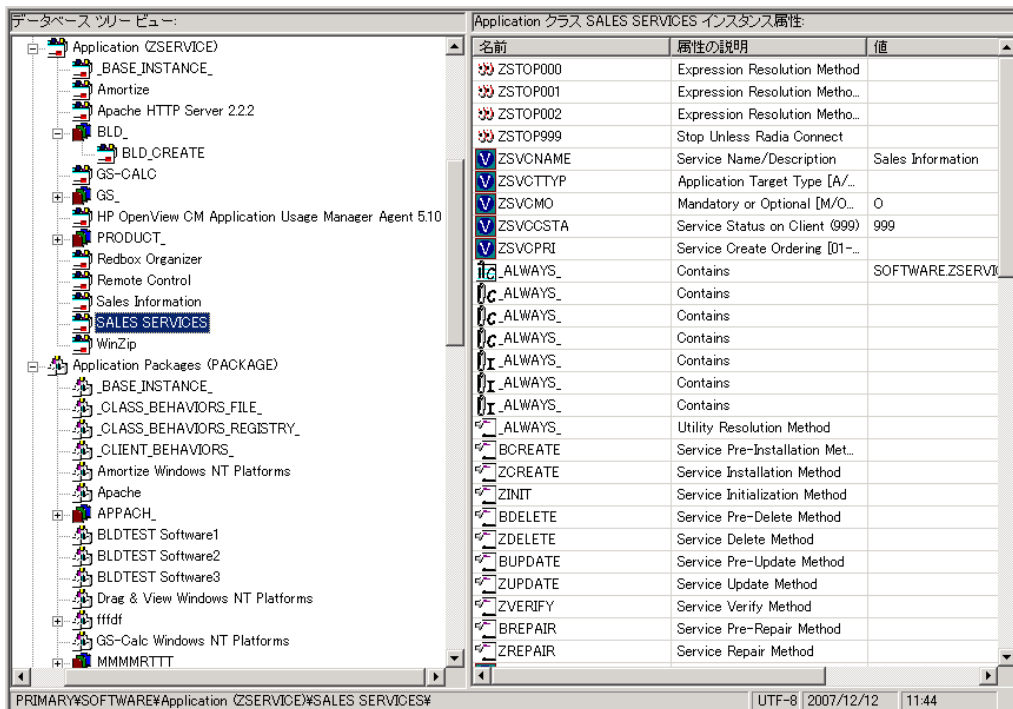 データベース ツリー ビュー:
Application (ZSERVICE)
_BASE_INSTANCE_
Amortize
Apache HTTP Server 2.2.2
BLD_
BLD_CREATE
GS-CALC
GS_
HP OpenView CM Application Usage Manager Agent 5.10
PRODUCT_
Redbox Organizer
Remote Control
Sales Information
SALES SERVICES
WinZip
Application Packages (PACKAGE)
_BASE_INSTANCE_
_CLASS_BEHAVIORS_FILE_
_CLASS_BEHAVIORS_REGISTRY_
_CLIENT_BEHAVIORS_
Amortize Windows NT Platforms
Apache
APPACH_
BLDTEST Software1
BLDTEST Software2
BLDTEST Software3
Drag & View Windows NT Platforms
fffdf
GS-Calc Windows NT Platforms
MMMMRTTT
Application クラス SALES SERVICES インスタンス属性:
名前 属性の説明 値
ZSTOP000 Expression Resolution Method
ZSTOP001 Expression Resolution Metho...
ZSTOP002 Expression Resolution Metho...
ZSTOP999 Stop Unless Radia Connect
ZSVCNAME Service Name/Description Sales Information
ZSVCTTYP Application Target Type [A/...
ZSVCMO Mandatory or Optional [M/O... O
ZSVCCSTA Service Status on Client (999) 999
ZSVCPRI Service Create Ordering [01-...
_ALWAYS_ Contains SOFTWARE.ZSERVIC
_ALWAYS_ Contains
_ALWAYS_ Contains
_ALWAYS_ Contains
_ALWAYS_ Contains
_ALWAYS_ Contains
_ALWAYS_ Contains
_ALWAYS_ Utility Resolution Method
BCREATE Service Pre-Installation Met...
ZCREATE Service Installation Method
ZINIT Service Initialization Method
BDELETE Service Pre-Delete Method
ZDELETE Service Delete Method
BUPDATE Service Pre-Update Method
ZUPDATE Service Update Method
ZVERIFY Service Verify Method
BREPAIR Service Pre-Repair Method
ZREPAIR Service Repair Method
PRIMARY¥SOFTWARE¥Application (ZSERVICE)¥SALES SERVICES¥ UTF-8 2007/12/12 11:44